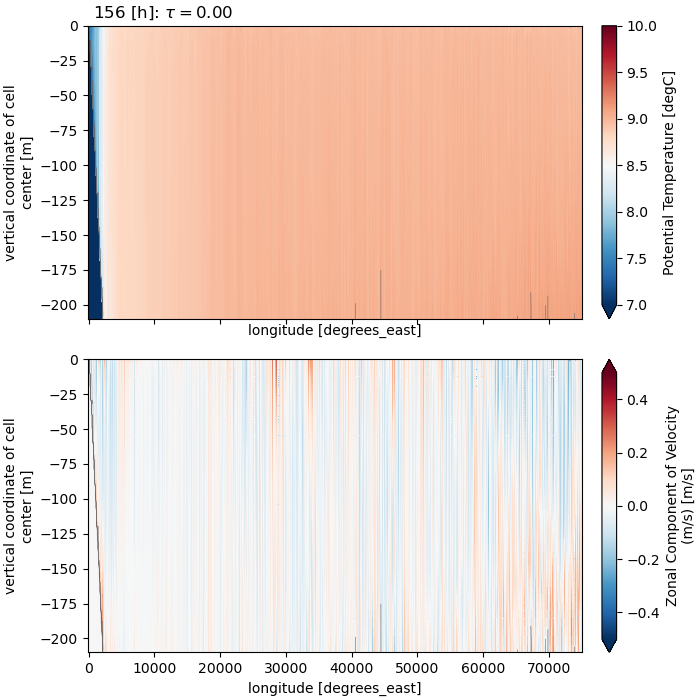 156 [h]: τ = 0.00
0
−25
−50
−75
−100
−125
−150
−175
−200
vertical coordinate of cell
center [m]
longitude [degrees_east]
10.0
9.5
9.0
8.5
8.0
7.5
7.0
Potential Temperature [degC]
0
−25
−50
−75
−100
−125
−150
−175
−200
vertical coordinate of cell
center [m]
0 10000 20000 30000 40000 50000 60000 70000
longitude [degrees_east]
0.4
0.2
0.0
−0.2
−0.4
Zonal Component of Velocity
(m/s) [m/s]